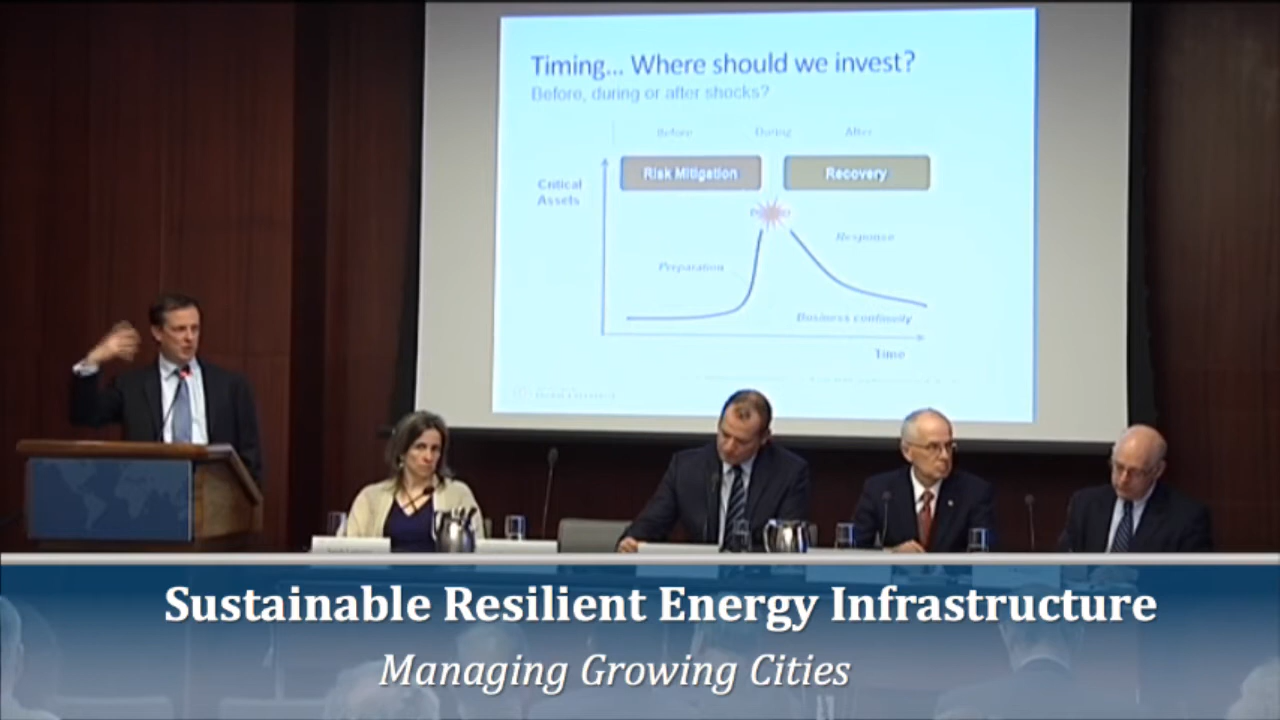 Timing... Where should we invest?
Before, during or after shocks?
Before During After
Risk Mitigation Recovery
Critical
Assets
Response
Preparation
Business continuity
Time
Sustainable Resilient Energy Infrastructure
Managing Growing Cities